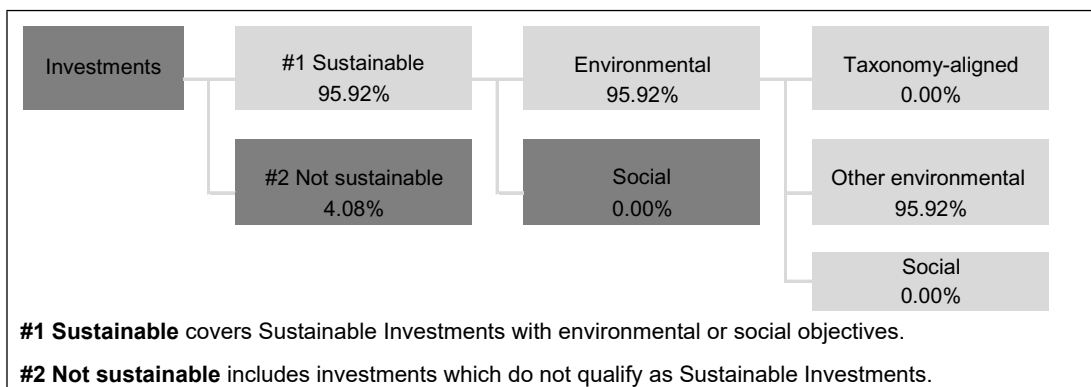 Investments
#1 Sustainable
95.92%
#2 Not sustainable
4.08%
Environmental
95.92%
Social
0.00%
Taxonomy-aligned
0.00%
Other environmental
95.92%
Social
0.00%
#1 Sustainable covers Sustainable Investments with environmental or social objectives.
#2 Not sustainable includes investments which do not qualify as Sustainable Investments.